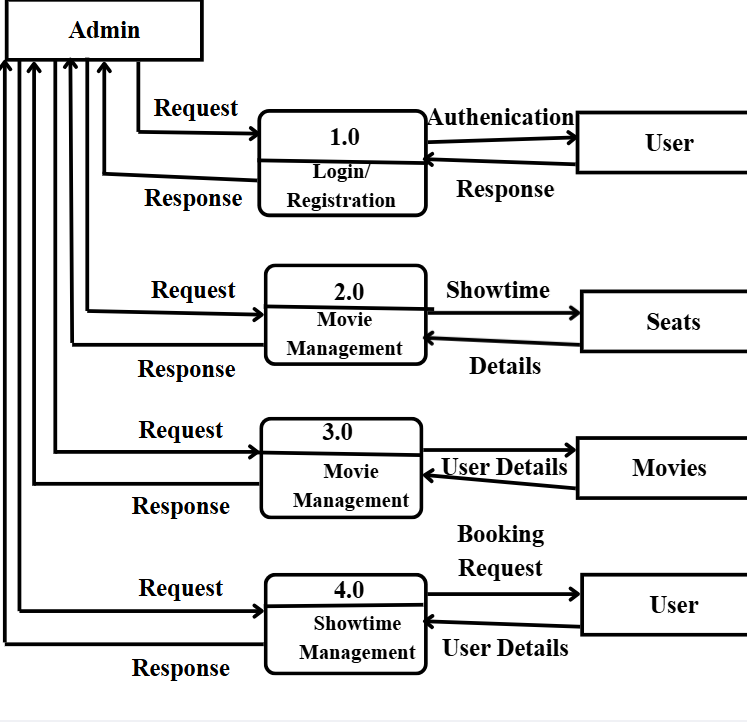 Admin
Request
Authenication
1.0
User
Login/
Registration
Response
Response
Request
2.0
Showtime
Seats
Movie
Management
Response
Details
Request
3.0
User Details
Movies
Movie
Management
Response
Booking
Request
Request
4.0
User
Showtime
Management
Response
User Details